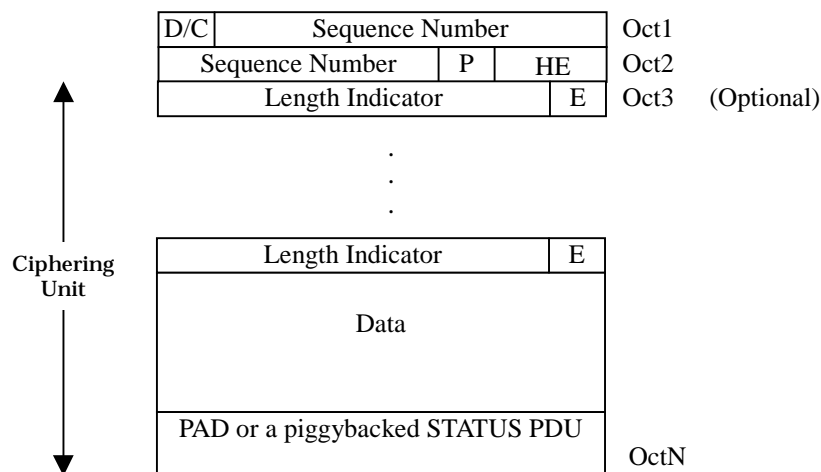 D/C Sequence Number Oct1
Sequence Number P HE Oct2
Length Indicator E Oct3 (Optional)
.
.
.
Ciphering
Unit
Length Indicator E
Data
PAD or a piggybacked STATUS PDU
OctN